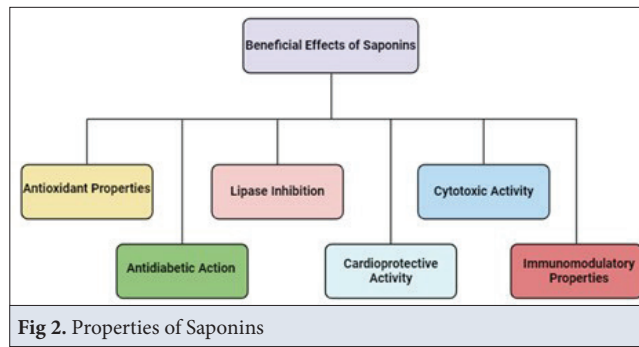 Beneficial Effects of Saponins
Antioxidant Properties
Lipase Inhibition
Cytotoxic Activity
Antidiabetic Action
Cardioprotective
Activity
Immunomodulatory
Properties
Fig 2. Properties of Saponins